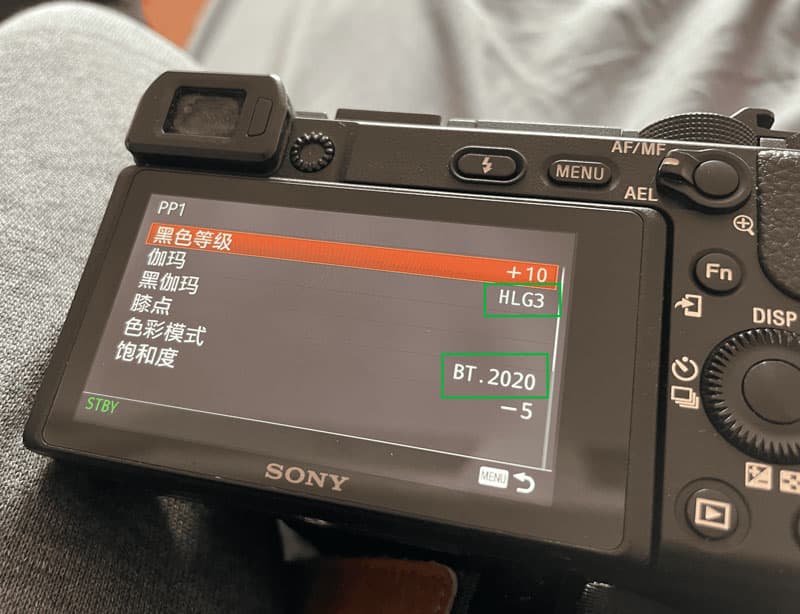 AF/MF
MENU
AEL
PP1
黑色等级 +10
伽玛 HLG3
黑伽玛
膝点
色彩模式 BT.2020
饱和度 -5
STBY
MENU
SONY
Fn
DISP